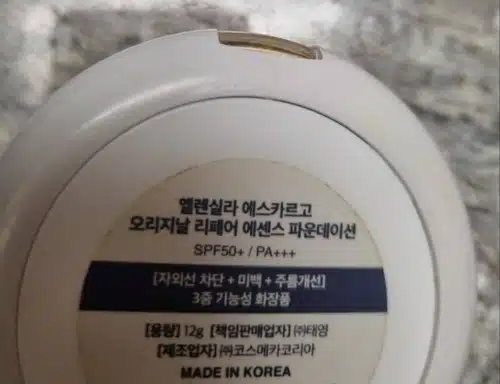 엘렌실라 에스카르고
오리지날 리페어 에센스 파운데이션
SPF50+ / PA+++
[자외선 차단 + 미백 + 주름개선]
3중 기능성 화장품
[용량] 12g [책임판매업자] ㈜태영
[제조업자] ㈜코스메카코리아
MADE IN KOREA